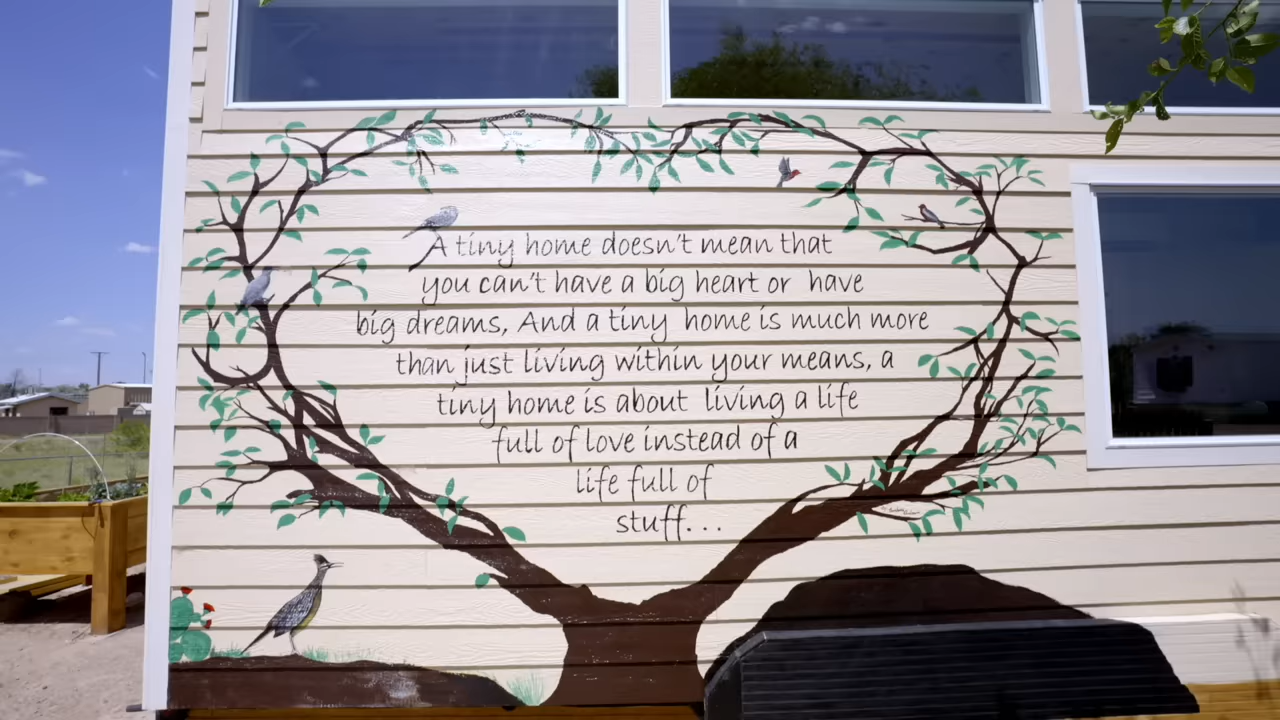 A tiny home doesn't mean that
you can't have a big heart or have
big dreams, And a tiny home is much more
than just living within your means, a
tiny home is about living a life
full of love instead of a
life full of
stuff...